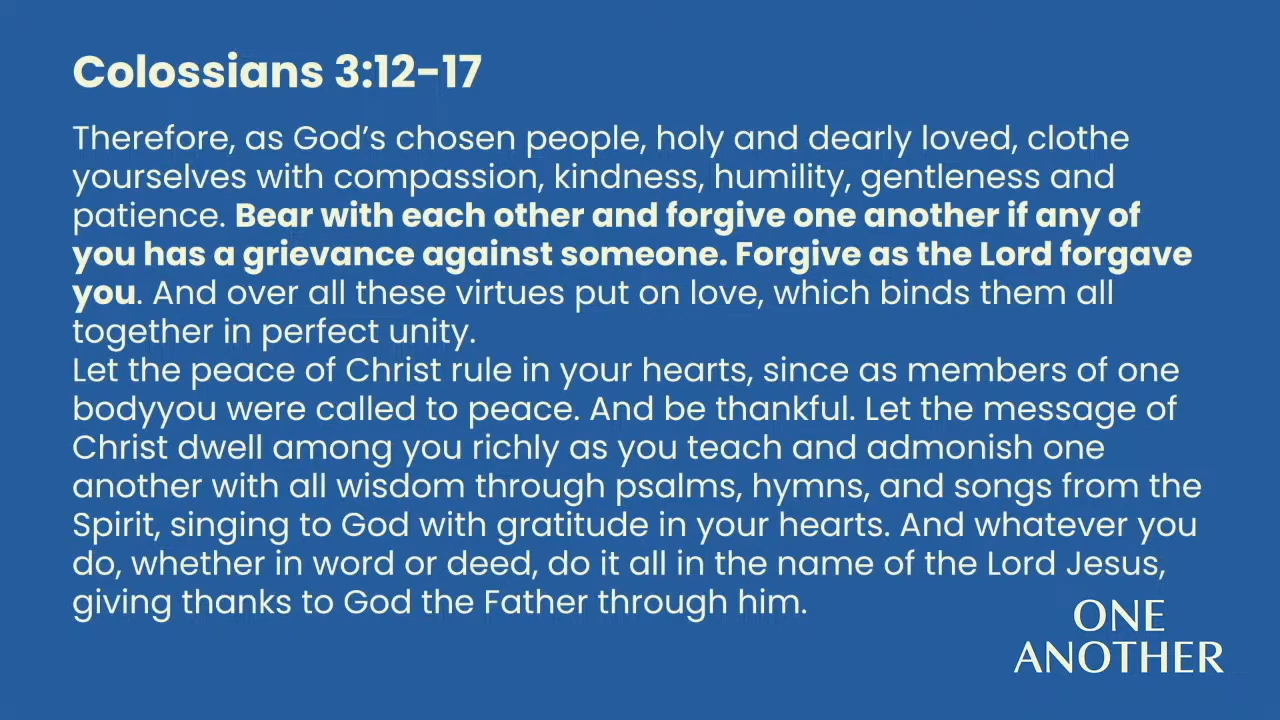 Colossians 3:12-17
Therefore, as God’s chosen people, holy and dearly loved, clothe
yourselves with compassion, kindness, humility, gentleness and
patience. Bear with each other and forgive one another if any of
you has a grievance against someone. Forgive as the Lord forgave
you. And over all these virtues put on love, which binds them all
together in perfect unity.
Let the peace of Christ rule in your hearts, since as members of one
bodyyou were called to peace. And be thankful. Let the message of
Christ dwell among you richly as you teach and admonish one
another with all wisdom through psalms, hymns, and songs from the
Spirit, singing to God with gratitude in your hearts. And whatever you
do, whether in word or deed, do it all in the name of the Lord Jesus,
giving thanks to God the Father through him.
ONE
ANOTHER